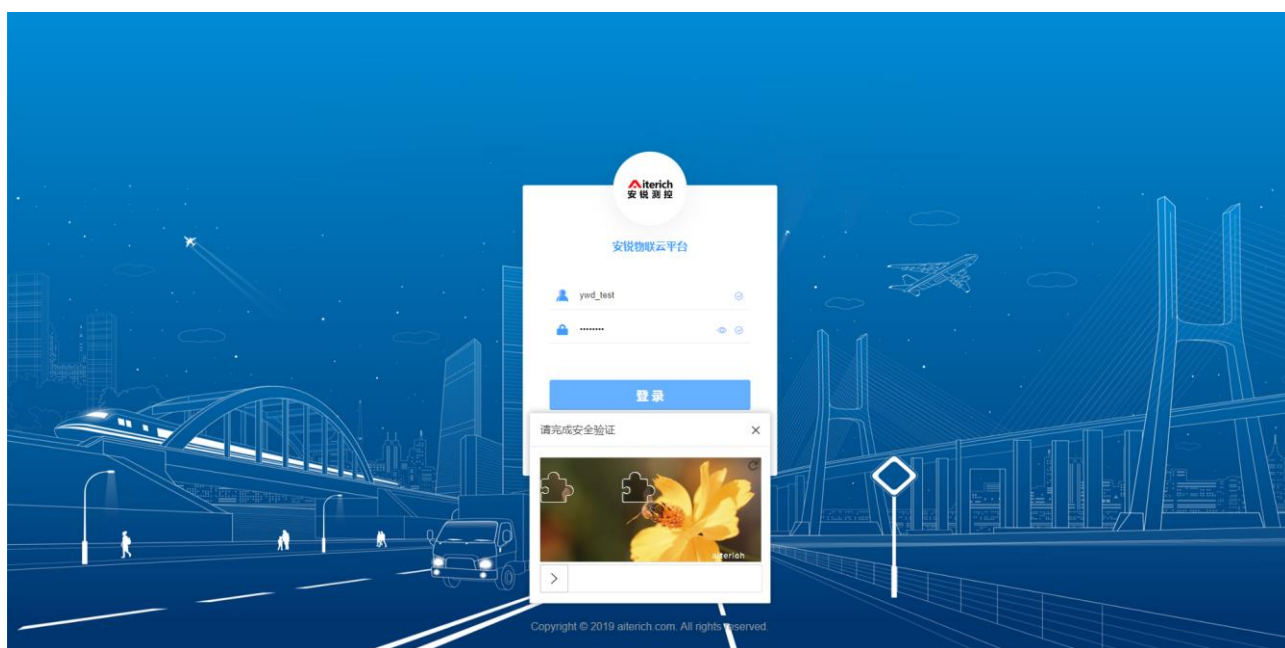 Aiterich
安锐测控
安锐物联云平台
ywd_test
••••••••
登录
请完成安全验证
aiterich
Copyright © 2019 aiterich.com. All rights reserved.